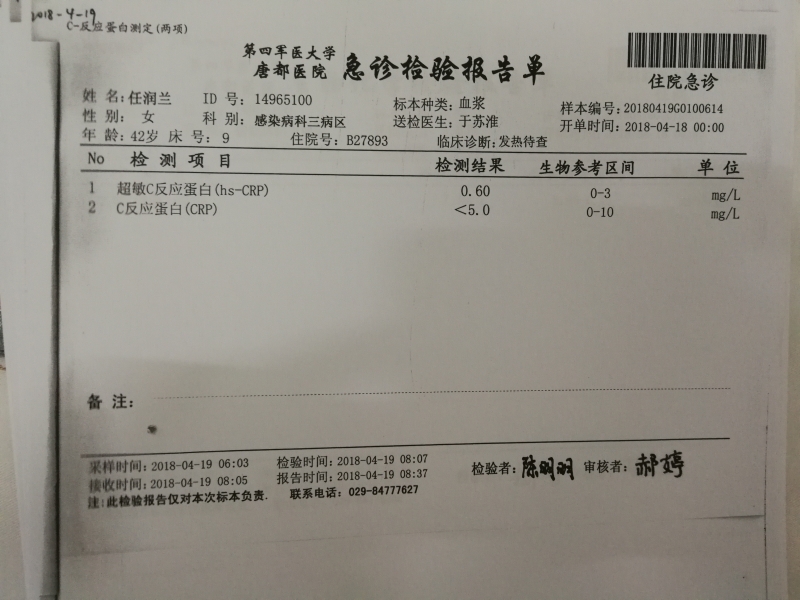 2018-4-19
C-反应蛋白测定(两项)
第四军医大学
唐都医院 急诊检验报告单
住院急诊
姓 名: 任润兰 ID 号: 14965100 标本种类: 血浆 样本编号: 20180419G0100614
性 别: 女 科 别: 感染病科三病区 送检医生: 于苏淮 开单时间: 2018-04-18 00:00
年 龄: 42岁 床 号: 9 住院号: B27893 临床诊断: 发热待查
No 检 测 项 目 检测结果 生物参考区间 单 位
1 超敏C反应蛋白(hs-CRP) 0.60 0-3 mg/L
2 C反应蛋白(CRP) <5.0 0-10 mg/L
备 注:
采样时间: 2018-04-19 06:03 检验时间: 2018-04-19 08:07 检验者: 陈明明 审核者: 郝婷
接收时间: 2018-04-19 08:05 报告时间: 2018-04-19 08:37
注: 此检验报告仅对本次标本负责. 联系电话: 029-84777627